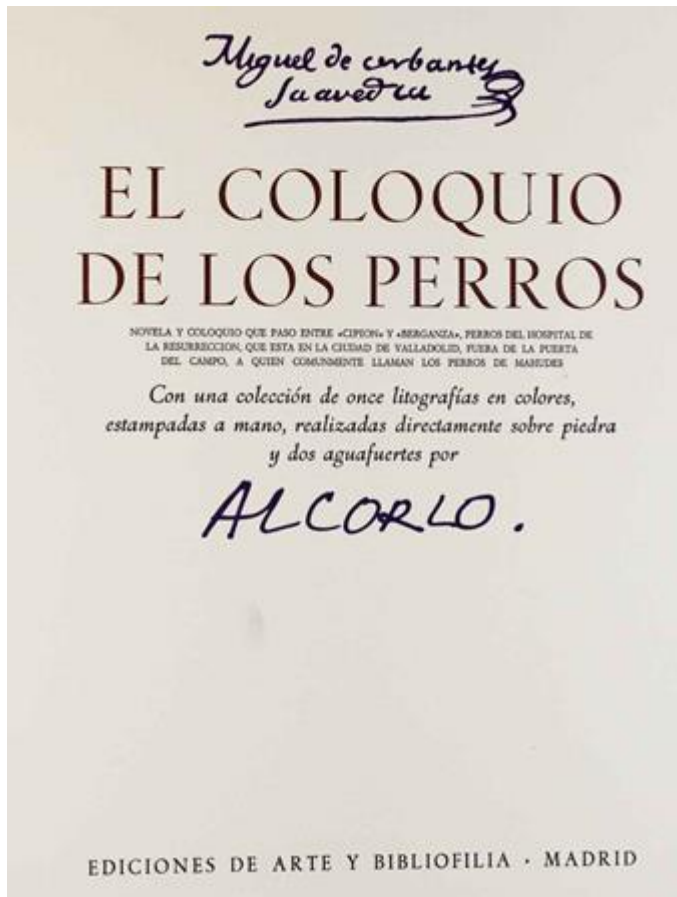 Miguel de cerbantes
Saavedra
EL COLOQUIO
DE LOS PERROS
NOVELA Y COLOQUIO QUE PASO ENTRE «CIPION» Y «BERGANZA», PERROS DEL HOSPITAL DE
LA RESURRECCION, QUE ESTA EN LA CIUDAD DE VALLADOLID, FUERA DE LA PUERTA
DEL CAMPO, A QUIEN COMUNMENTE LLAMAN LOS PERROS DE MAHUDES
Con una colección de once litografías en colores,
estampadas a mano, realizadas directamente sobre piedra
y dos aguafuertes por
ALCORLO.
EDICIONES DE ARTE Y BIBLIOFILIA · MADRID